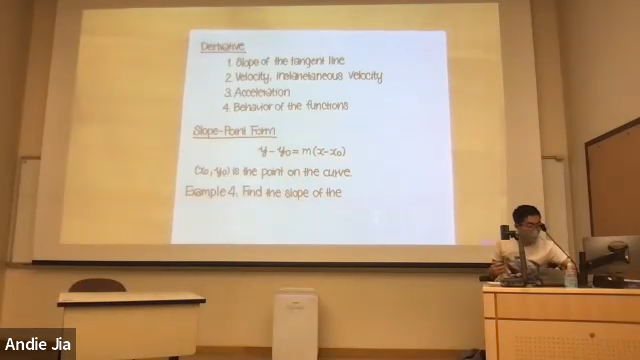 Derivative
1. Slope of the tangent line
2. Velocity, instantaneous velocity
3. Acceleration
4. Behavior of the functions
Slope-Point Form
y - y₀ = m(x-x₀)
(x₀, y₀) is the point on the curve.
Example 4. Find the slope of the
Andie Jia